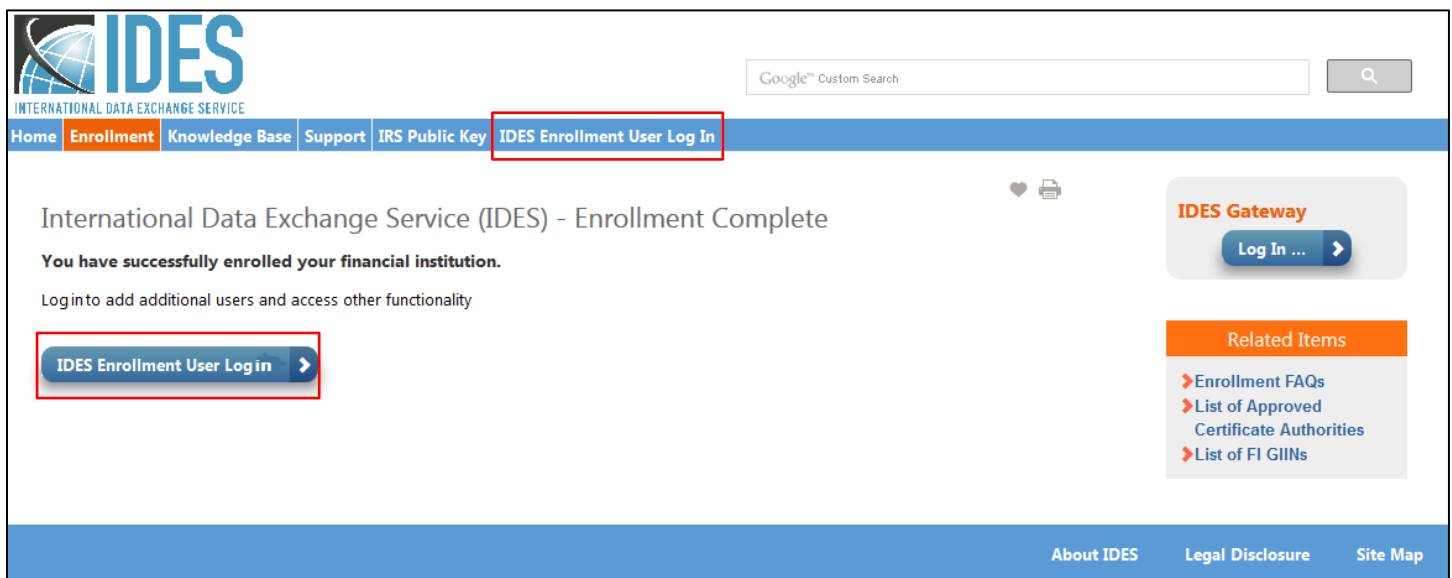 IDES
INTERNATIONAL DATA EXCHANGE SERVICE
Google™ Custom Search
Home Enrollment Knowledge Base Support IRS Public Key IDES Enrollment User Log In
International Data Exchange Service (IDES) - Enrollment Complete
You have successfully enrolled your financial institution.
Log in to add additional users and access other functionality
IDES Enrollment User Log in
IDES Gateway
Log In ...
Related Items
Enrollment FAQs
List of Approved
Certificate Authorities
List of FI GIINs
About IDES Legal Disclosure Site Map